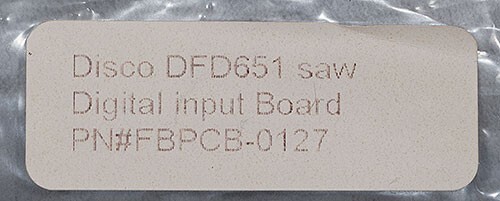 Disco DFD651 saw
Digital input Board
PN#FBPCB-0127